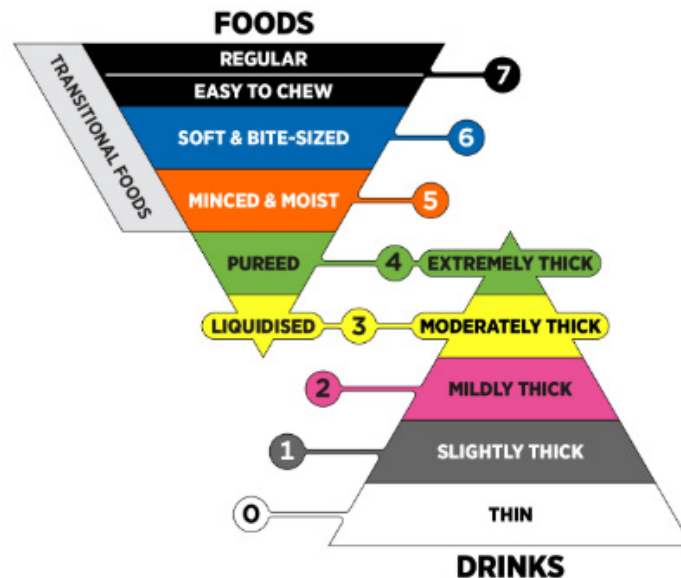 FOODS
REGULAR
7
EASY TO CHEW
TRANSITIONAL FOODS
SOFT & BITE-SIZED
6
MINCED & MOIST
5
PUREED
4
EXTREMELY THICK
LIQUIDISED
3
MODERATELY THICK
2
MILDLY THICK
1
SLIGHTLY THICK
0
THIN
DRINKS